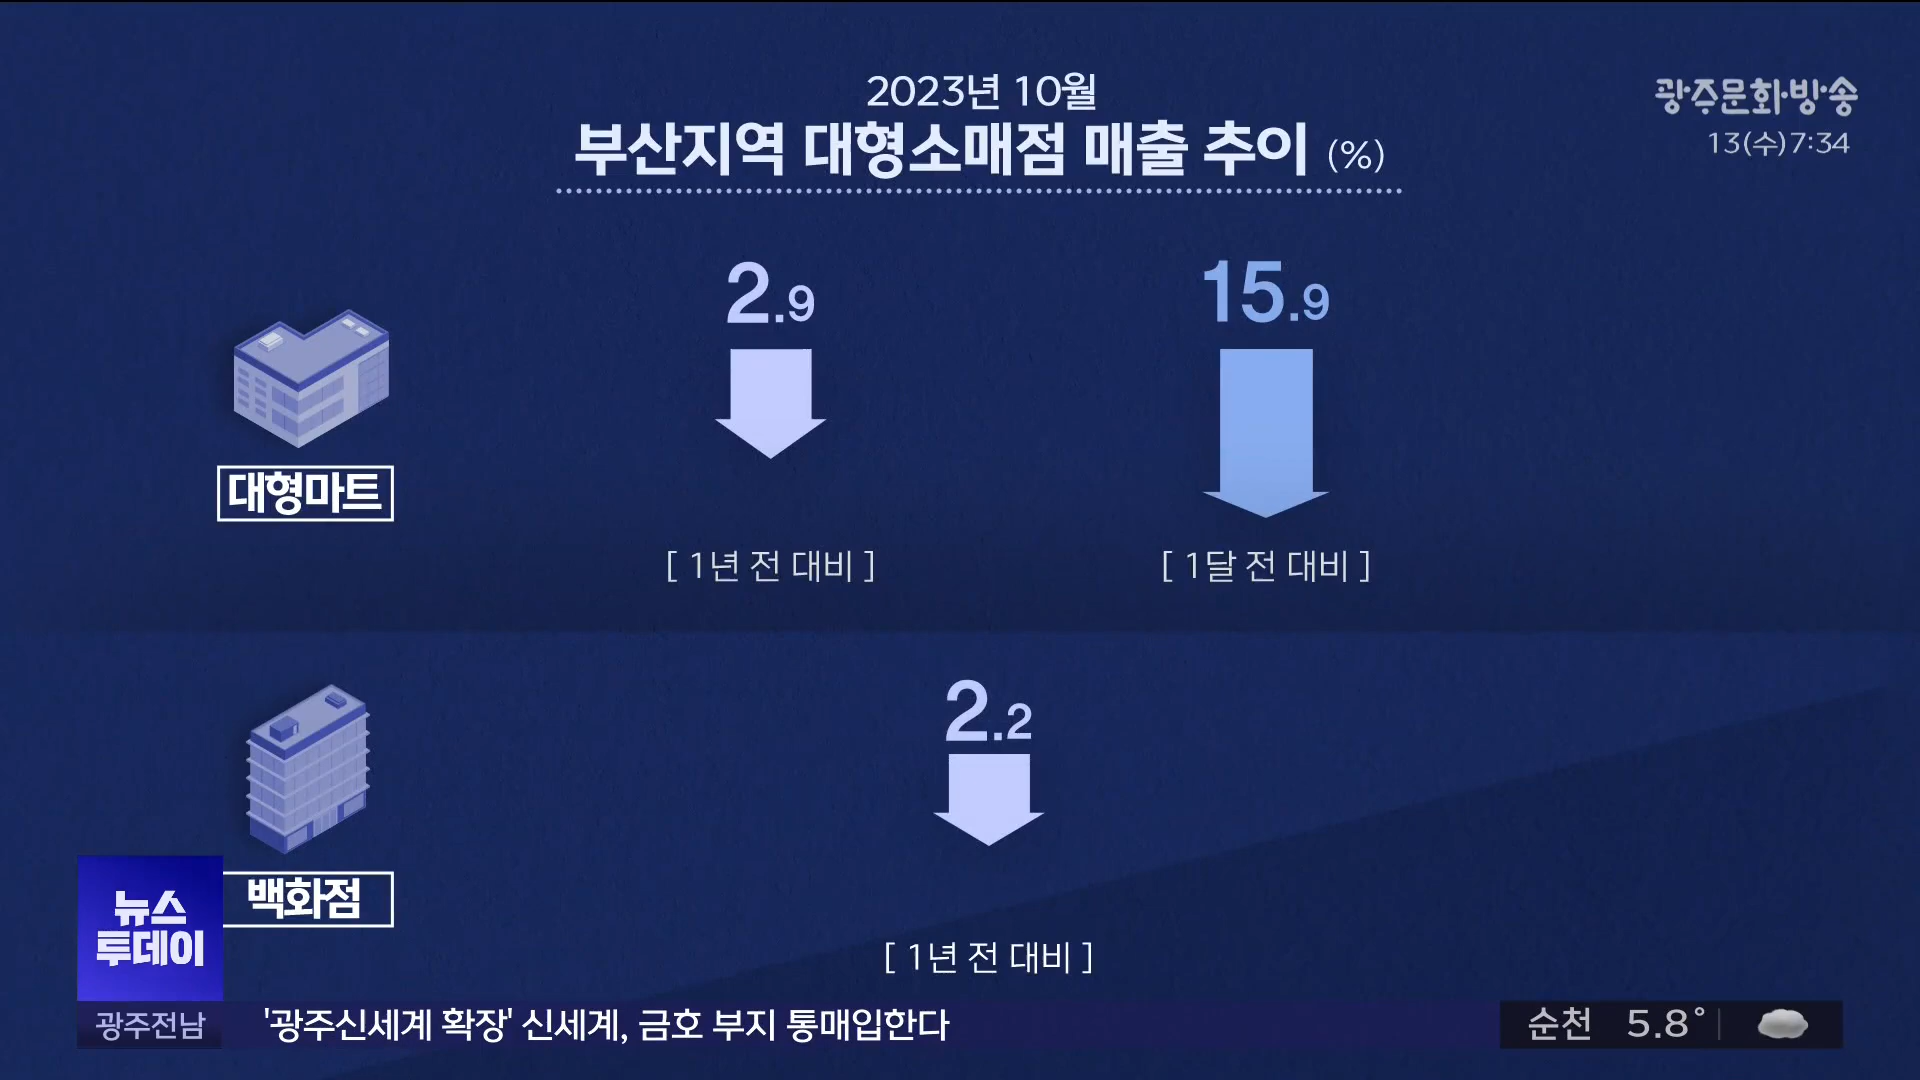 2023년 10월
부산지역 대형소매점 매출 추이 (%)
광주문화방송
13(수)7:34
2.9
15.9
대형마트
[ 1년 전 대비 ]
[ 1달 전 대비 ]
2.2
백화점
[ 1년 전 대비 ]
뉴스
투데이
광주전남
'광주신세계 확장' 신세계, 금호 부지 통매입한다
순천 5.8°